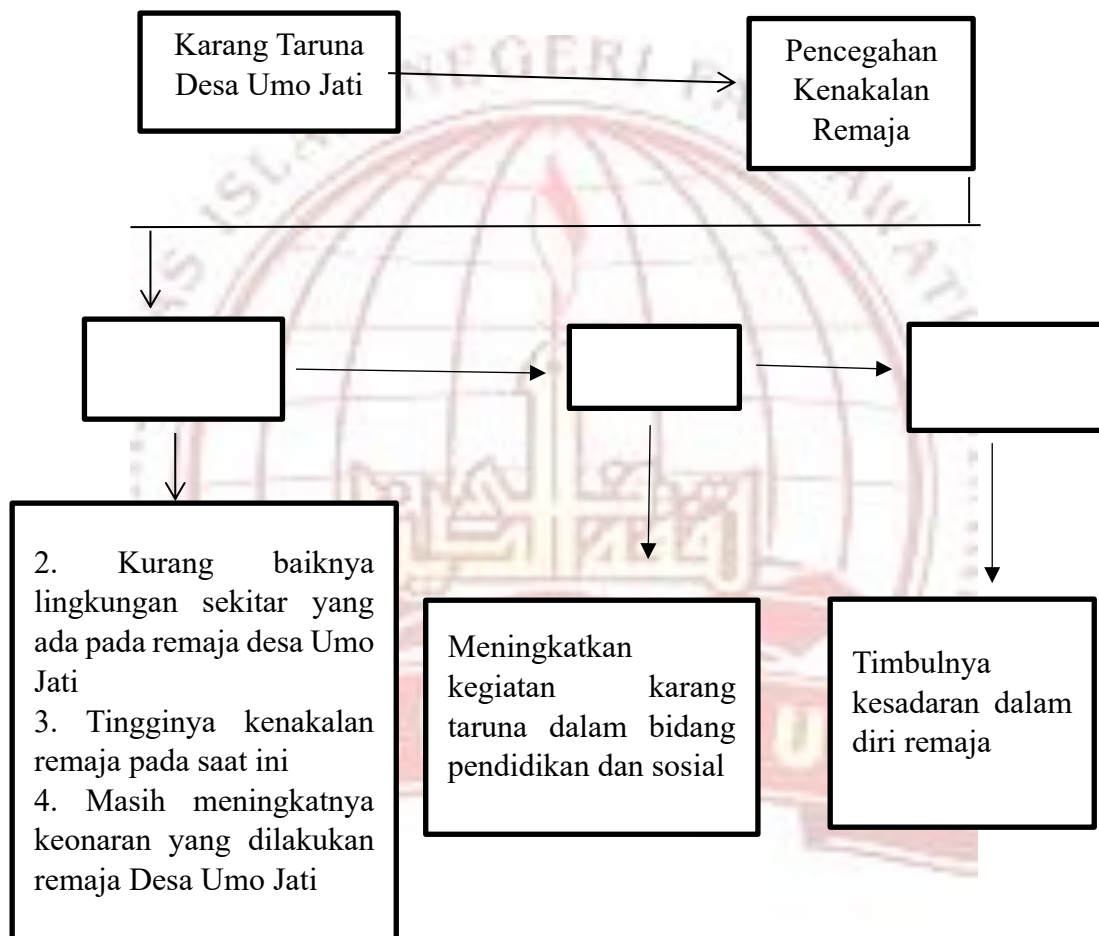 Karang Taruna
Desa Umo Jati
Pencegahan
Kenakalan
Remaja
2. Kurang baiknya
lingkungan sekitar yang
ada pada remaja desa Umo
Jati
3. Tingginya kenakalan
remaja pada saat ini
4. Masih meningkatnya
keonaran yang dilakukan
remaja Desa Umo Jati
Meningkatkan
kegiatan karang
taruna dalam bidang
pendidikan dan sosial
Timbulnya
kesadaran dalam
diri remaja